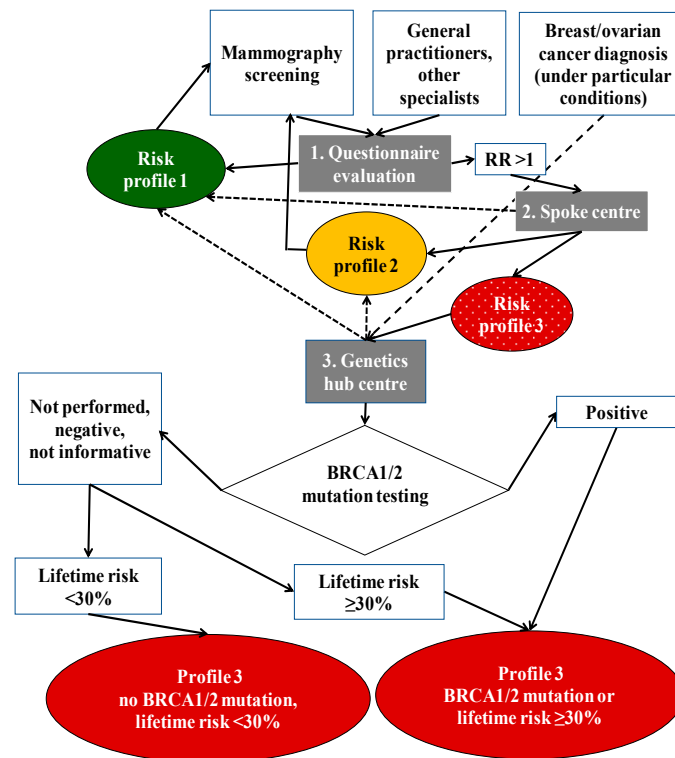 Mammography
screening
General
practitioners,
other
specialists
Breast/ovarian
cancer diagnosis
(under particular
conditions)
Risk
profile 1
1. Questionnaire
evaluation
RR >1
2. Spoke centre
Risk
profile 2
Risk
profile 3
3. Genetics
hub centre
Not performed,
negative,
not informative
Positive
BRCA1/2
mutation testing
Lifetime risk
<30%
Lifetime risk
≥30%
Profile 3
no BRCA1/2 mutation,
lifetime risk <30%
Profile 3
BRCA1/2 mutation or
lifetime risk ≥30%